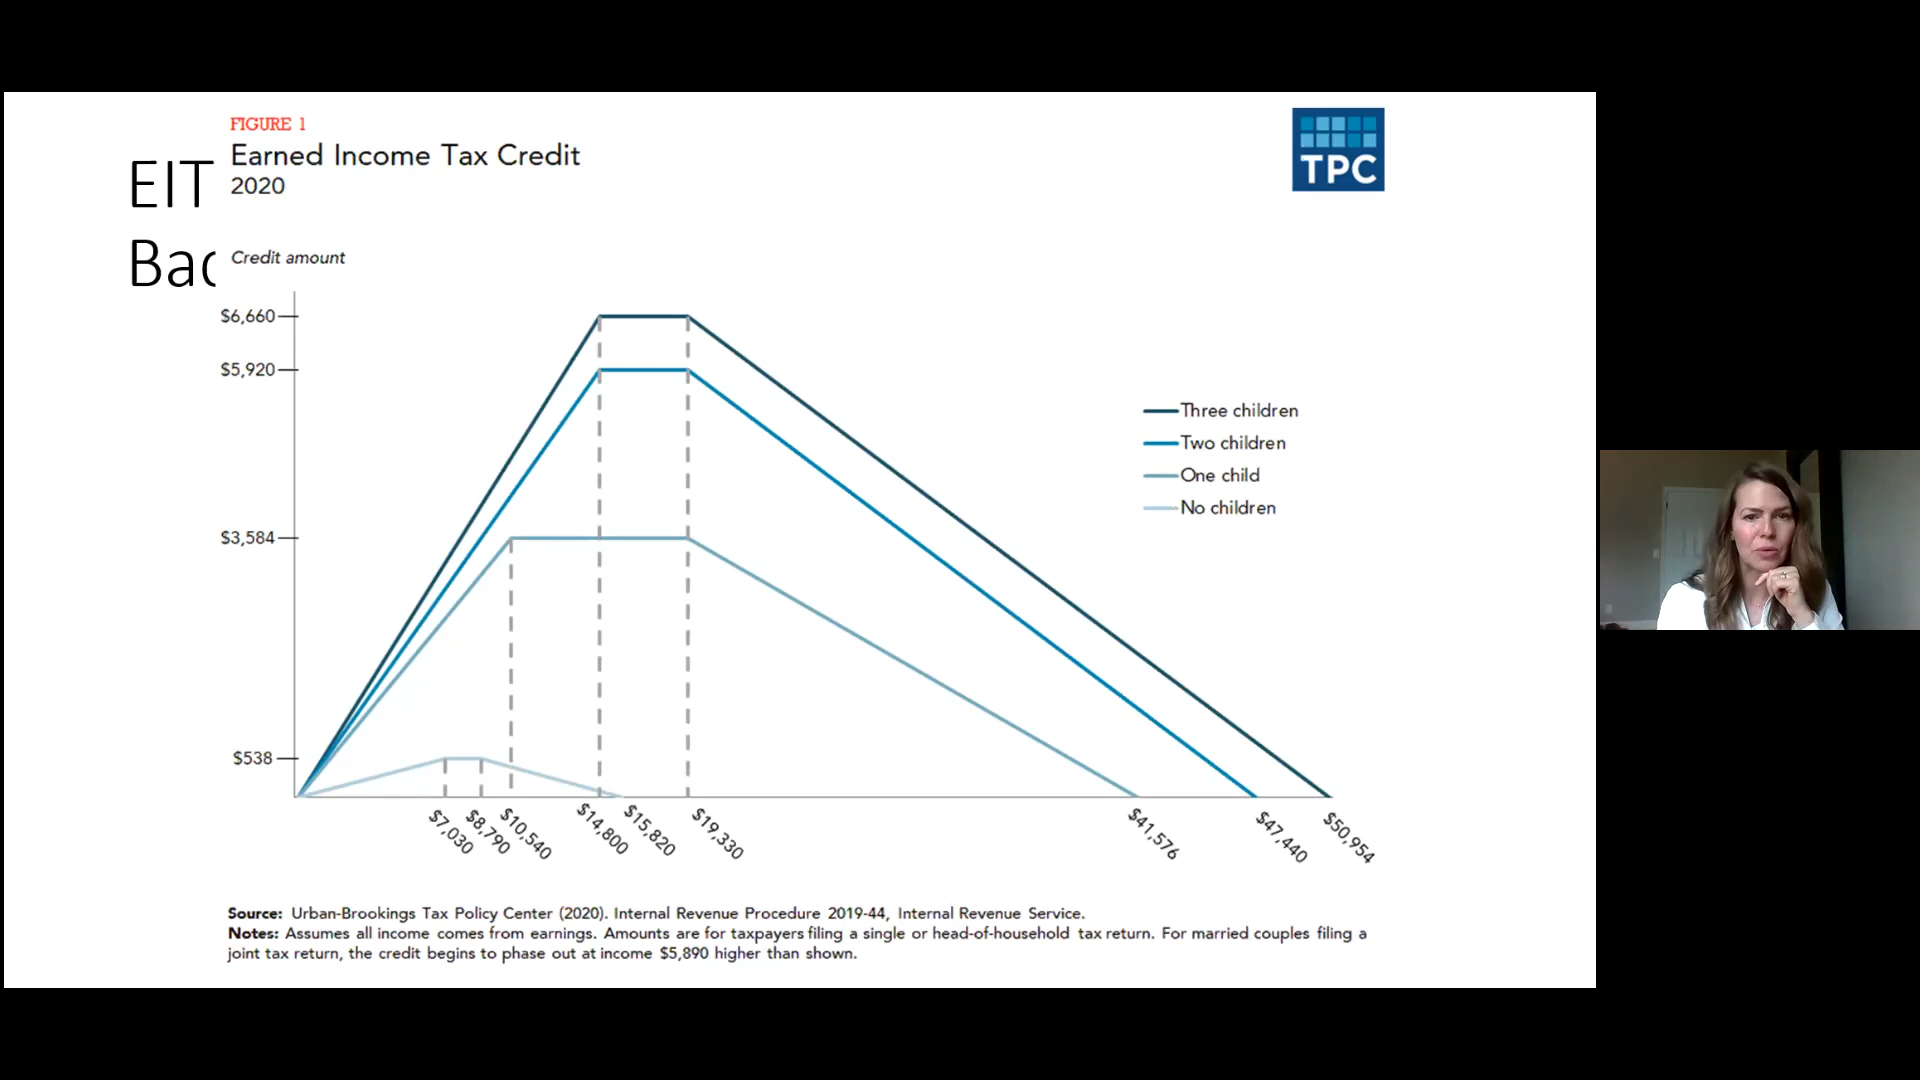 FIGURE 1
Earned Income Tax Credit
2020
TPC
EIT
Bac
Credit amount
$6,660
$5,920
$3,584
$538
Three children
Two children
One child
No children
$7,030
$8,790
$10,540
$14,800
$15,820
$19,330
$41,576
$47,440
$50,954
Source: Urban-Brookings Tax Policy Center (2020). Internal Revenue Procedure 2019-44, Internal Revenue Service.
Notes: Assumes all income comes from earnings. Amounts are for taxpayers filing a single or head-of-household tax return. For married couples filing a
joint tax return, the credit begins to phase out at income $5,890 higher than shown.